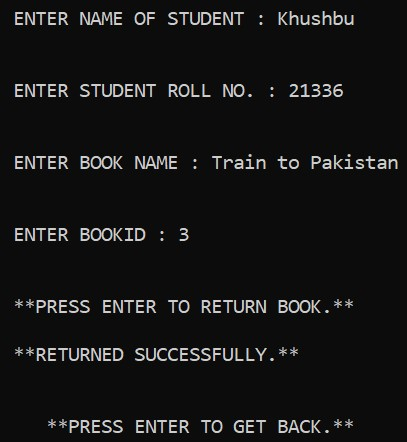 ENTER NAME OF STUDENT : Khushbu
ENTER STUDENT ROLL NO. : 21336
ENTER BOOK NAME : Train to Pakistan
ENTER BOOKID : 3
**PRESS ENTER TO RETURN BOOK.**
**RETURNED SUCCESSFULLY.**
**PRESS ENTER TO GET BACK.**